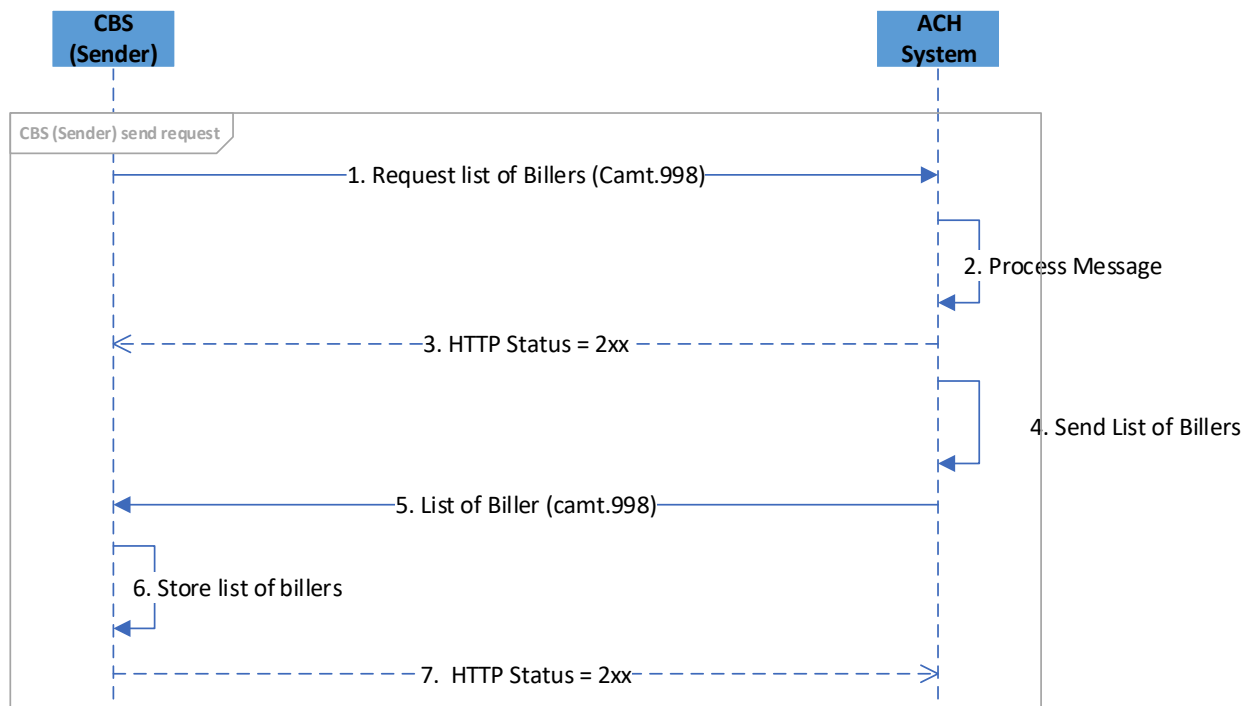 CBS
(Sender)
ACH
System
CBS (Sender) send request
1. Request list of Billers (Camt.998)
2. Process Message
3. HTTP Status = 2xx
4. Send List of Billers
5. List of Biller (camt.998)
6. Store list of billers
7. HTTP Status = 2xx